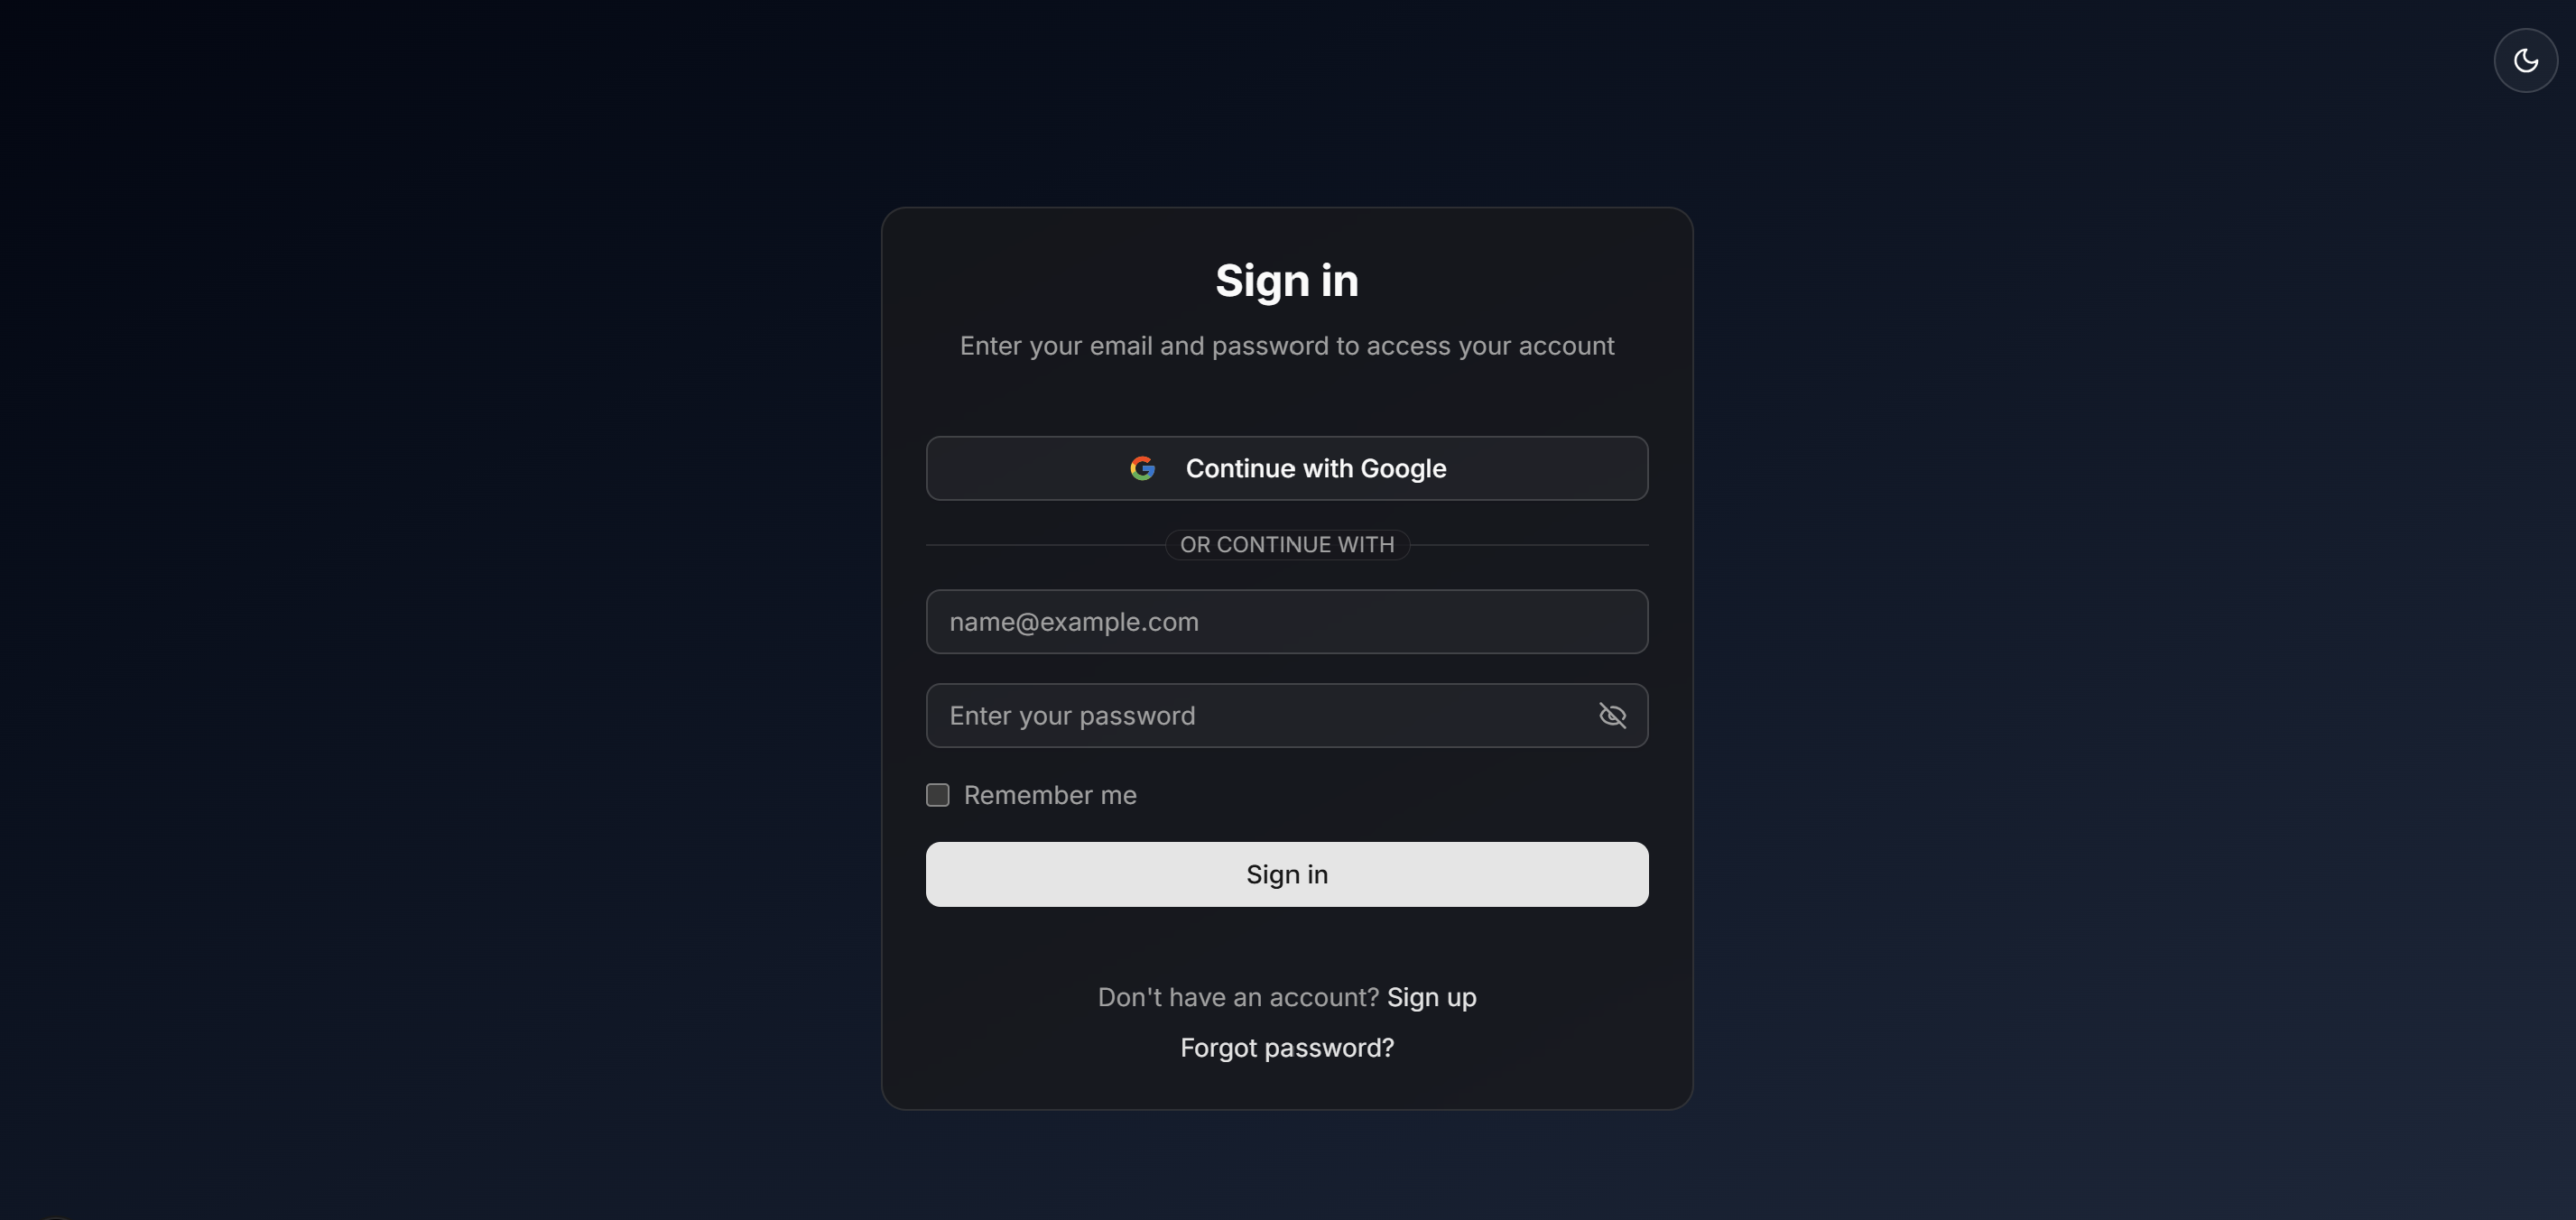 Sign in
Enter your email and password to access your account
Continue with Google
OR CONTINUE WITH
name@example.com
Enter your password
Remember me
Sign in
Don't have an account? Sign up
Forgot password?